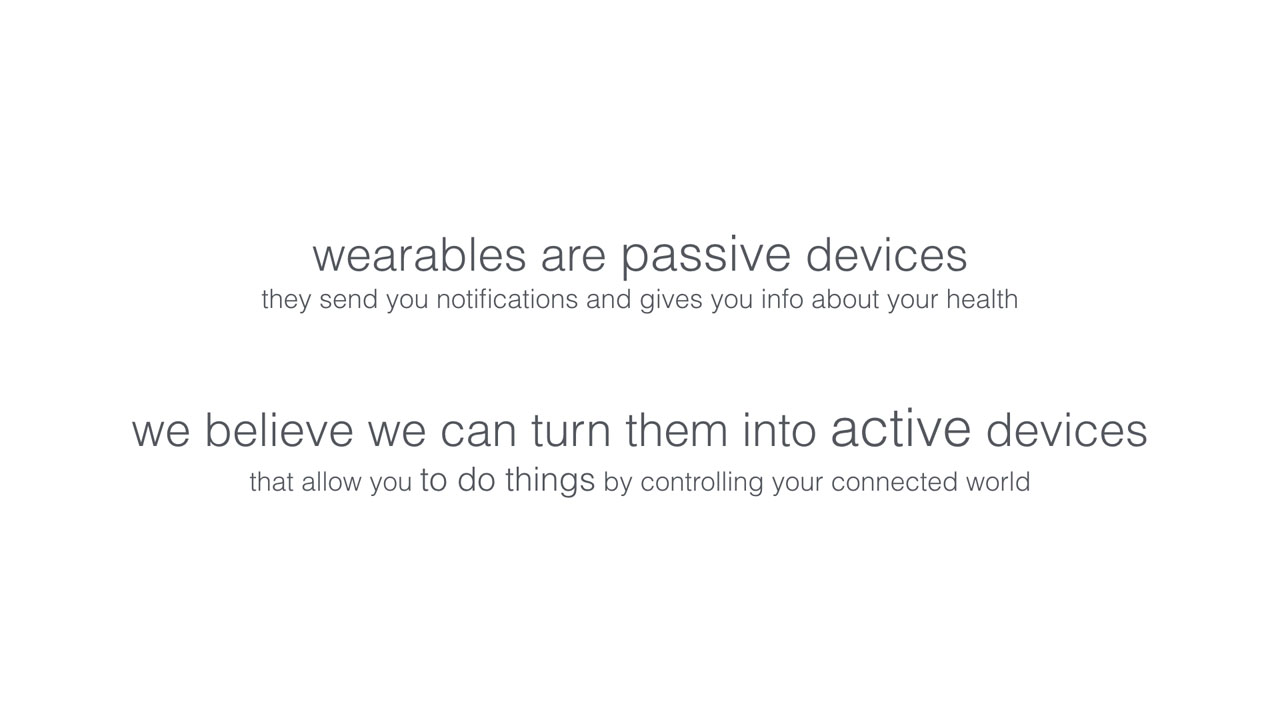 wearables are passive devices
they send you notifications and gives you info about your health
we believe we can turn them into active devices
that allow you to do things by controlling your connected world